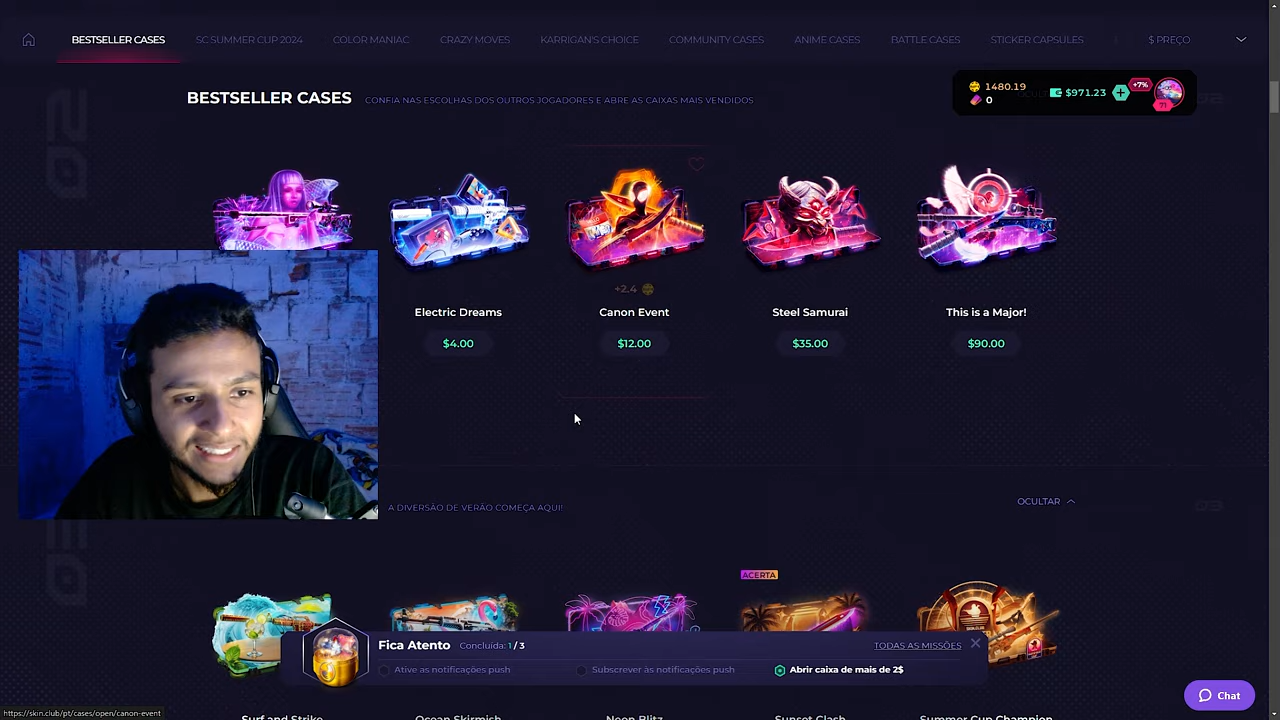 BESTSELLER CASES
SC SUMMER CUP 2024
COLOR MANIAC
CRAZY MOVES
KARRIGAN'S CHOICE
COMMUNITY CASES
ANIME CASES
BATTLE CASES
STICKER CAPSULES
$ PREÇO
BESTSELLER CASES
CONFIA NAS ESCOLHAS DOS OUTROS JOGADORES E ABRE AS CAIXAS MAIS VENDIDOS
1480.19
0
$971.23
+7%
71
+2.4
Electric Dreams
Canon Event
Steel Samurai
This is a Major!
$4.00
$12.00
$35.00
$90.00
A DIVERSÃO DE VERÃO COMEÇA AQUI!
OCULTAR
ACERTA
Fica Atento
Concluída: 1 / 3
TODAS AS MISSÕES
Ative as notificações push
Subscrever às notificações push
Abrir caixa de mais de 2$
Surf and Strike
Ocean Skirmish
Neon Blitz
Sunset Clash
Summer Cup Champion
Chat
https://skin.club/pt/cases/open/canon-event